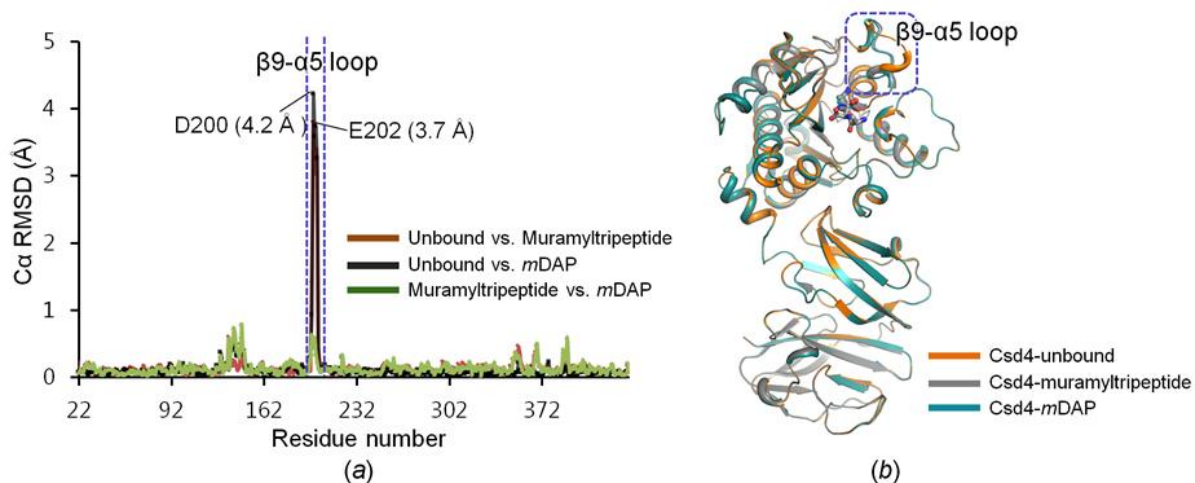 5
4
3
2
1
0
Cα RMSD (Å)
β9-α5 loop
D200 (4.2 Å)
E202 (3.7 Å)
Unbound vs. Muramyltripeptide
Unbound vs. mDAP
Muramyltripeptide vs. mDAP
22 92 162 232 302 372
Residue number
(a)
β9-α5 loop
Csd4-unbound
Csd4-muramyltripeptide
Csd4-mDAP
(b)